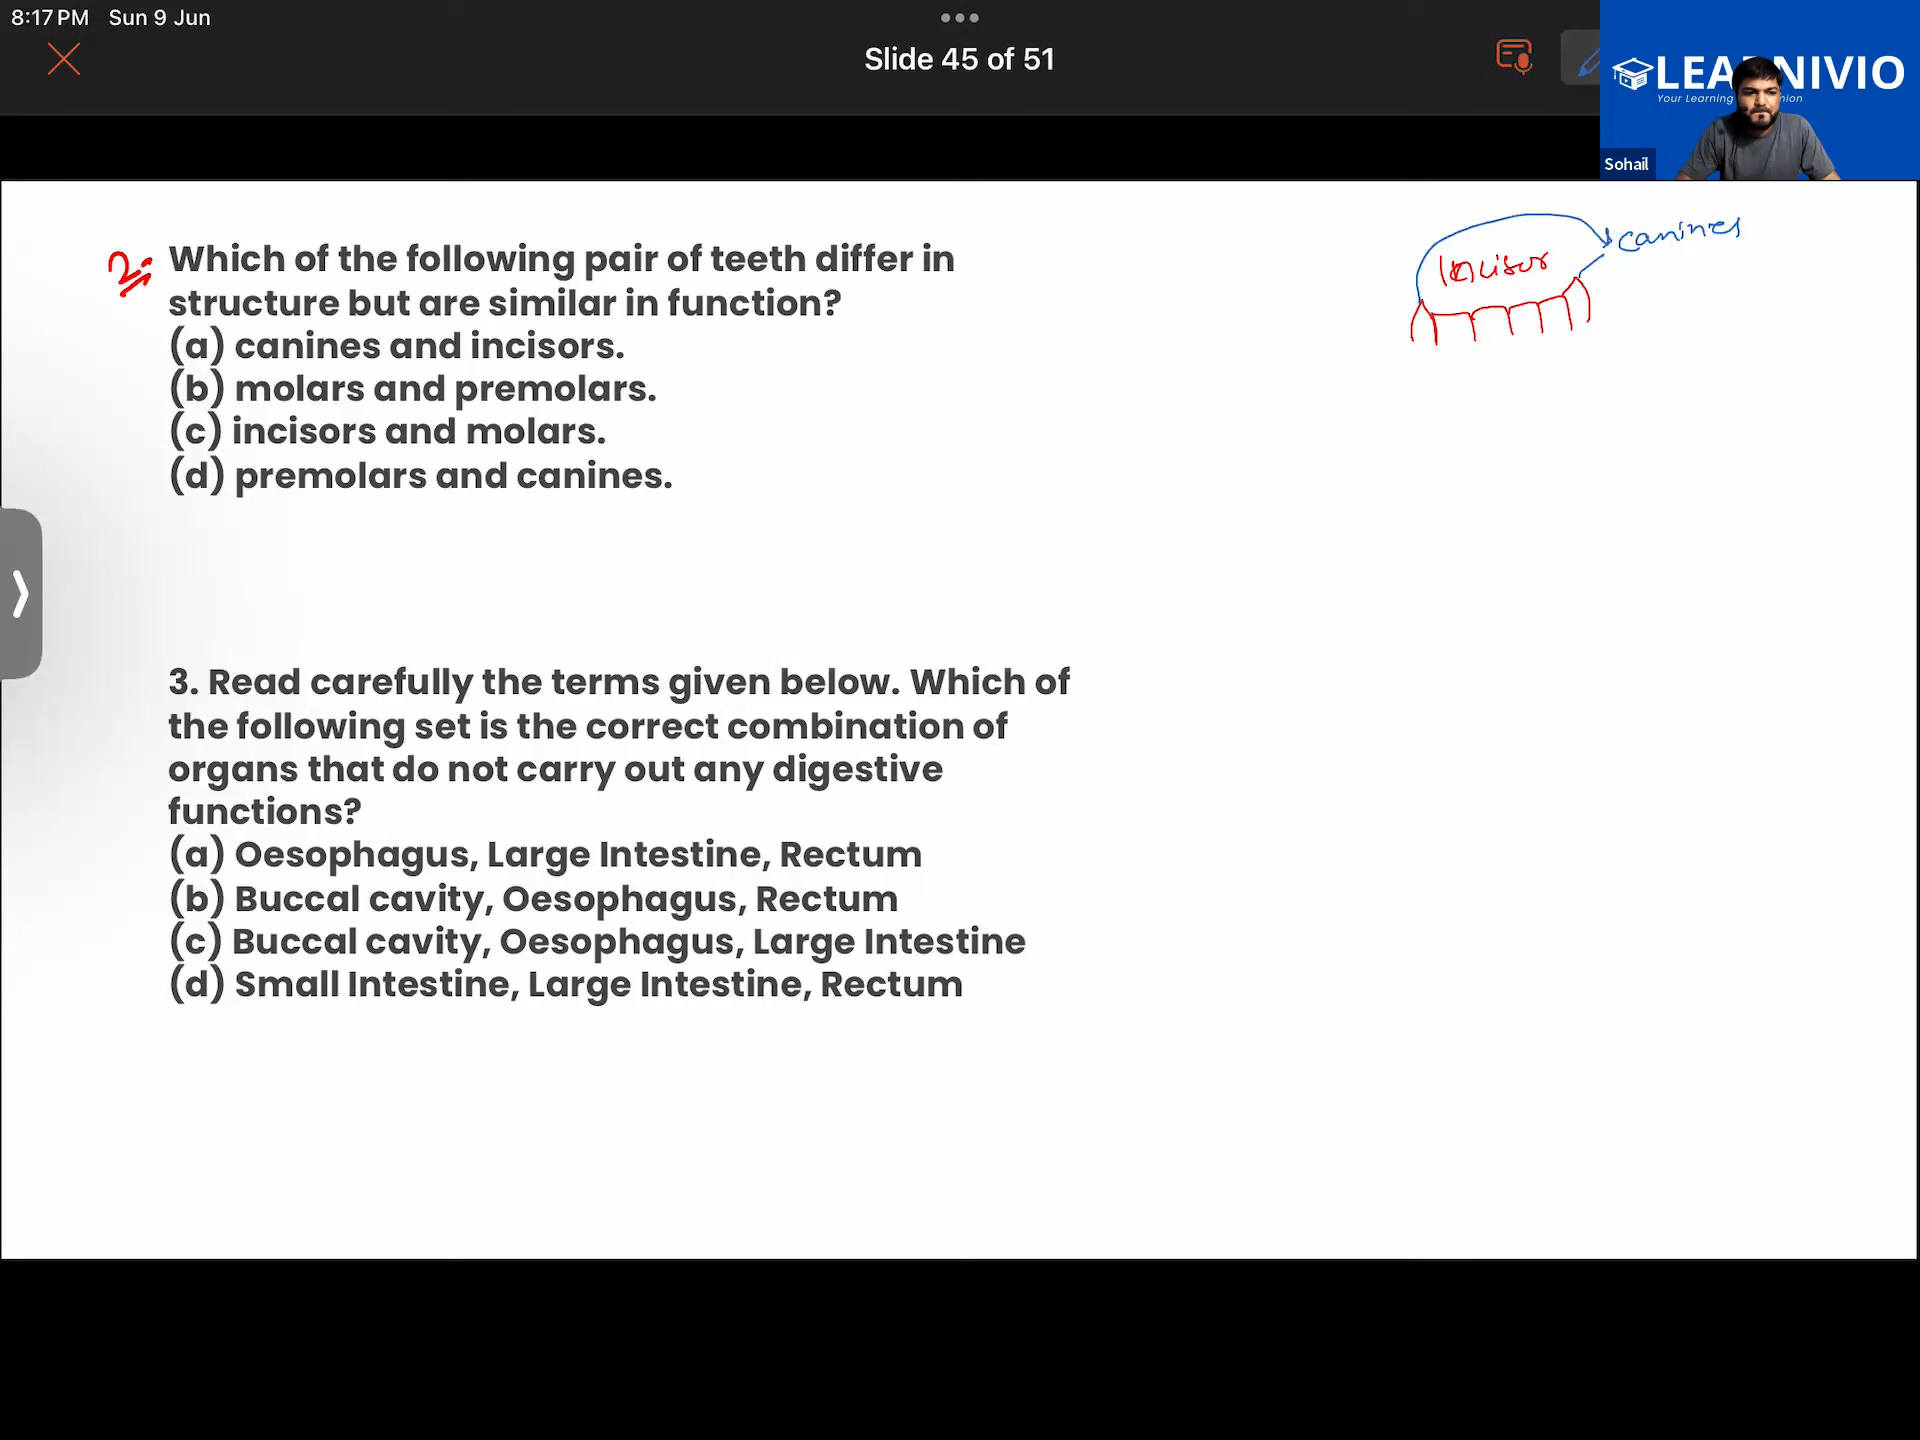 8:17 PM Sun 9 Jun
Slide 45 of 51
Your Learning
Sohail
2:
Which of the following pair of teeth differ in
structure but are similar in function?
(a) canines and incisors.
(b) molars and premolars.
(c) incisors and molars.
(d) premolars and canines.
Incisor
canines
3. Read carefully the terms given below. Which of
the following set is the correct combination of
organs that do not carry out any digestive
functions?
(a) Oesophagus, Large Intestine, Rectum
(b) Buccal cavity, Oesophagus, Rectum
(c) Buccal cavity, Oesophagus, Large Intestine
(d) Small Intestine, Large Intestine, Rectum